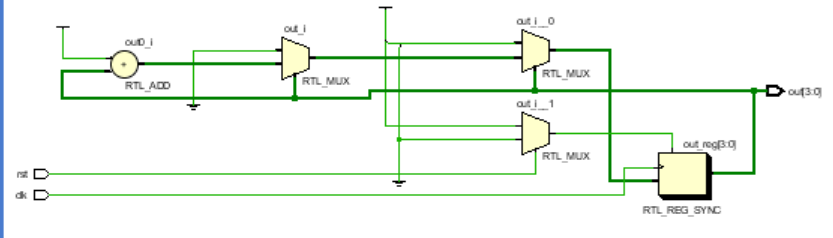 out_i
out_i__0
out0_i
RTL_ADD
RTL_MUX
RTL_MUX
out[3:0]
out_i__1
RTL_MUX
out_reg[3:0]
rst
clk
RTL_REG_SYNC